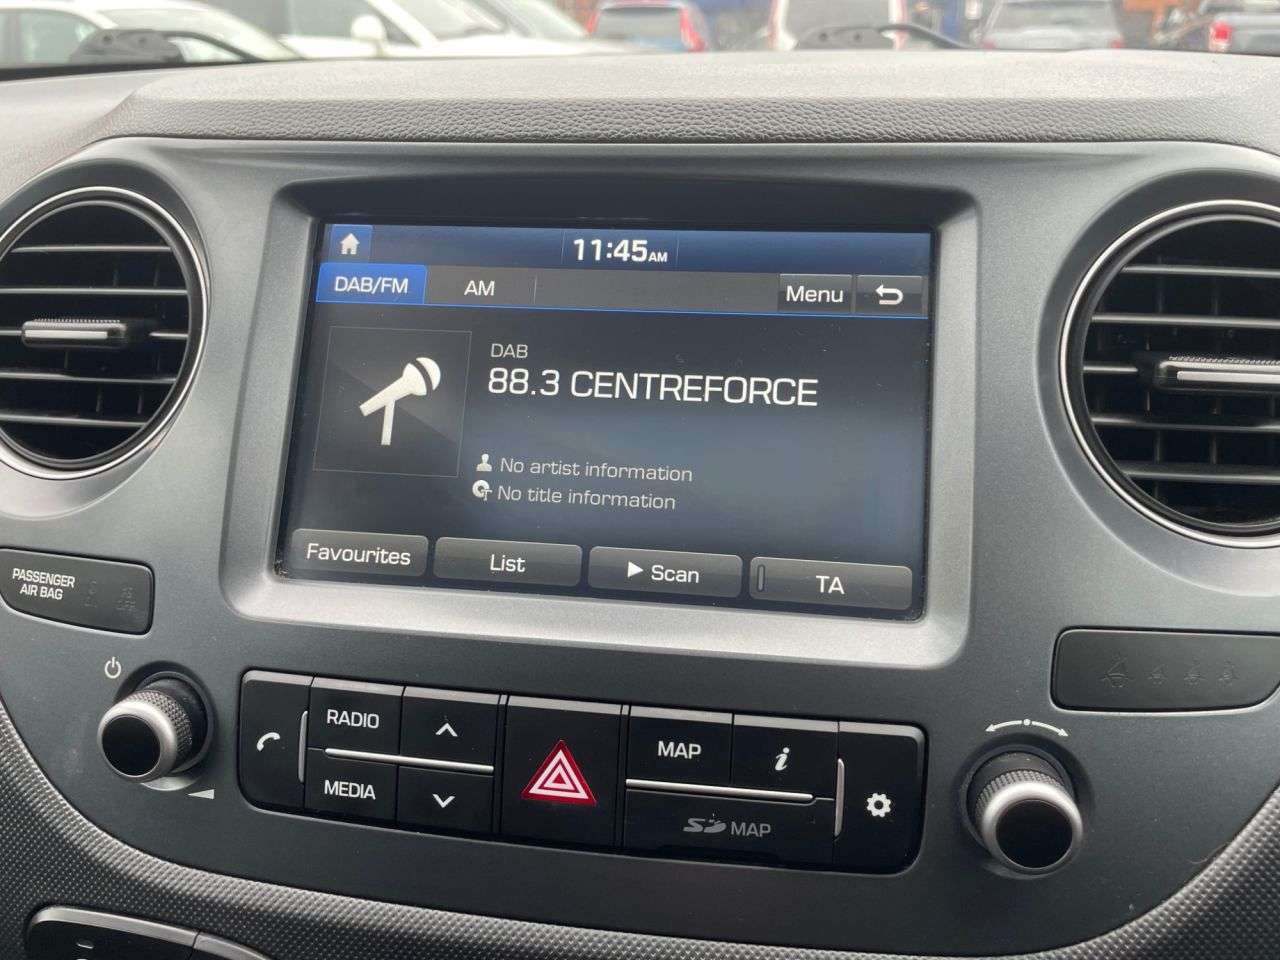 11:45AM
DAB/FM AM Menu
DAB
88.3 CENTREFORCE
No artist information
No title information
Favourites List Scan TA
PASSENGER
AIR BAG
RADIO
MEDIA
MAP i
SD MAP